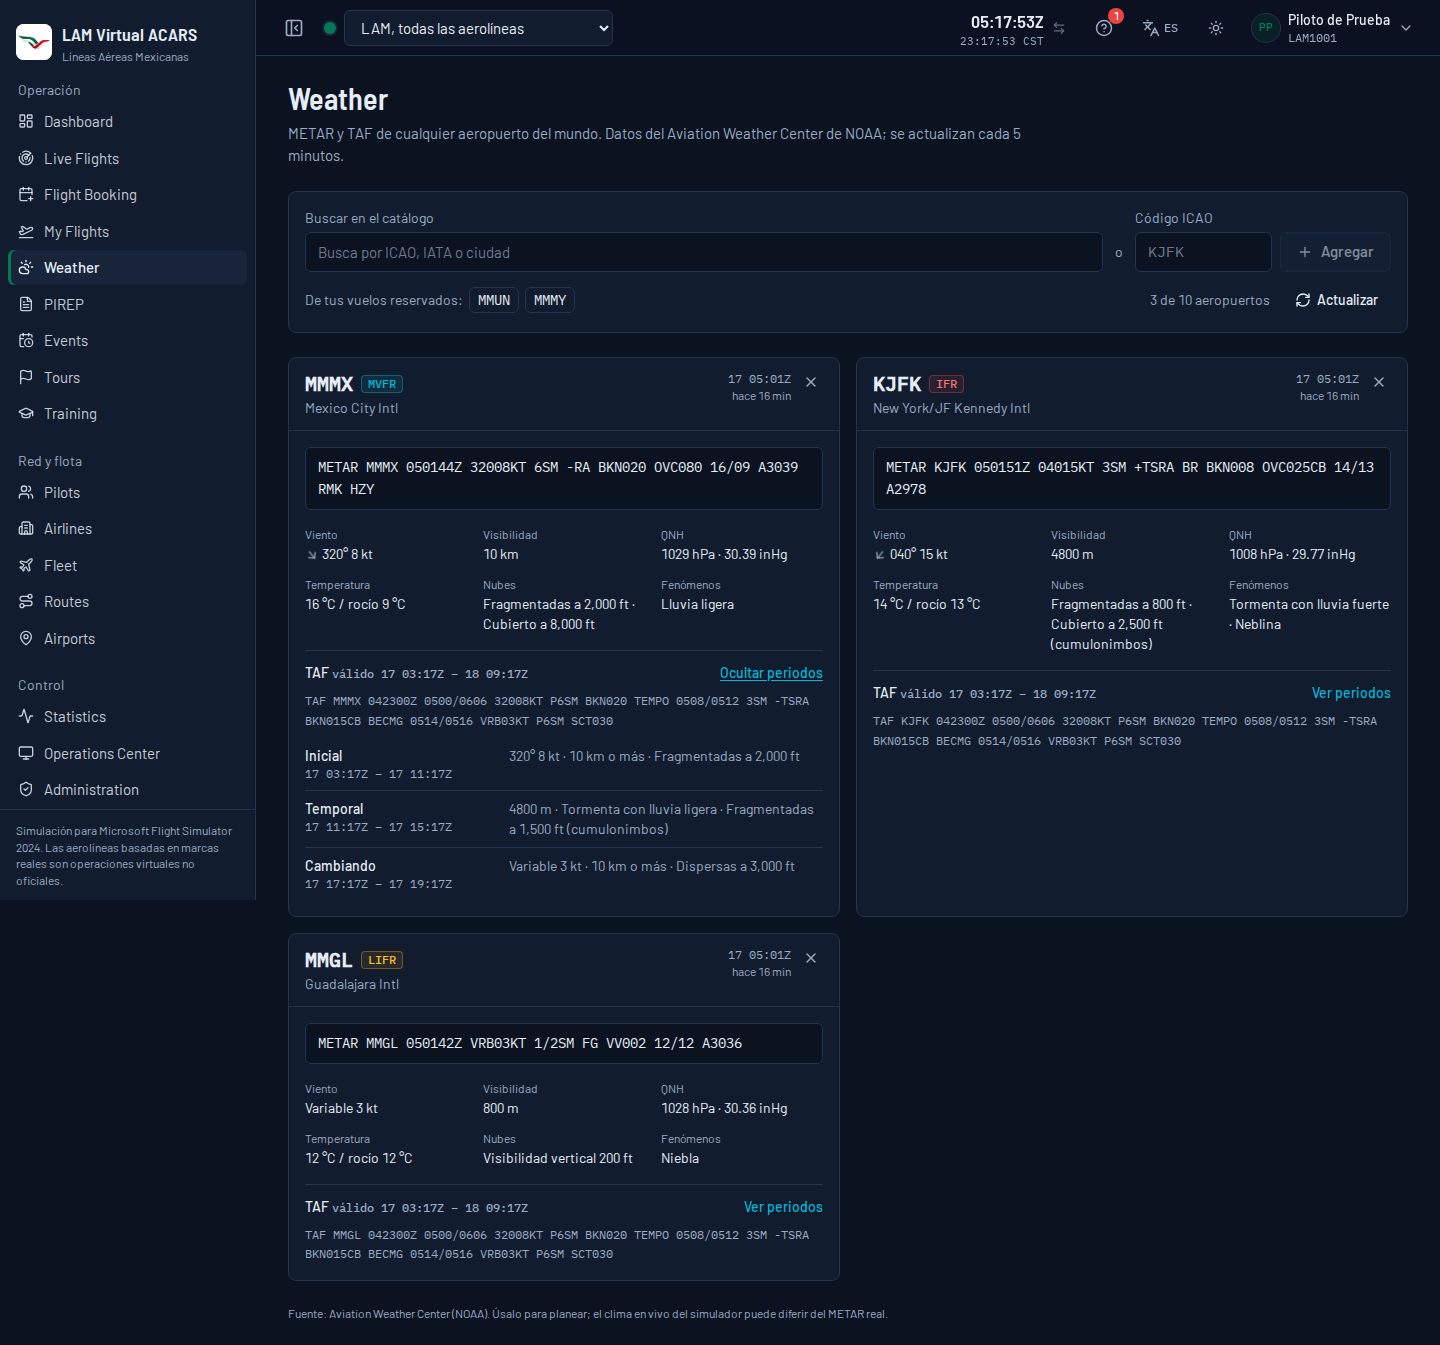 LAM Virtual ACARS
Líneas Aéreas Mexicanas
Operación
Dashboard
Live Flights
Flight Booking
My Flights
Weather
PIREP
Events
Tours
Training
Red y flota
Pilots
Airlines
Fleet
Routes
Airports
Control
Statistics
Operations Center
Administration
Simulación para Microsoft Flight Simulator
2024. Las aerolíneas basadas en marcas
reales son operaciones virtuales no
oficiales.
LAM, todas las aerolíneas
05:17:53Z
23:17:53 CST
1
ES
PP
Piloto de Prueba
LAM1001
Weather
METAR y TAF de cualquier aeropuerto del mundo. Datos del Aviation Weather Center de NOAA; se actualizan cada 5
minutos.
Buscar en el catálogo
Código ICAO
Busca por ICAO, IATA o ciudad
o
KJFK
Agregar
De tus vuelos reservados: MMUN MMMY
3 de 10 aeropuertos
Actualizar
MMMX MVFR
17 05:01Z
hace 16 min
Mexico City Intl
METAR MMMX 050144Z 32008KT 6SM -RA BKN020 OVC080 16/09 A3039
RMK HZY
Viento
Visibilidad
QNH
320° 8 kt
10 km
1029 hPa · 30.39 inHg
Temperatura
Nubes
Fenómenos
16 °C / rocío 9 °C
Fragmentadas a 2,000 ft ·
Cubierto a 8,000 ft
Lluvia ligera
TAF válido 17 03:17Z – 18 09:17Z
Ocultar periodos
TAF MMMX 042300Z 0500/0606 32008KT P6SM BKN020 TEMPO 0508/0512 3SM -TSRA
BKN015CB BECMG 0514/0516 VRB03KT P6SM SCT030
Inicial
17 03:17Z – 17 11:17Z
320° 8 kt · 10 km o más · Fragmentadas a 2,000 ft
Temporal
17 11:17Z – 17 15:17Z
4800 m · Tormenta con lluvia ligera · Fragmentadas
a 1,500 ft (cumulonimbos)
Cambiando
17 17:17Z – 17 19:17Z
Variable 3 kt · 10 km o más · Dispersas a 3,000 ft
KJFK IFR
17 05:01Z
hace 16 min
New York/JF Kennedy Intl
METAR KJFK 050151Z 04015KT 3SM +TSRA BR BKN008 OVC025CB 14/13
A2978
Viento
Visibilidad
QNH
040° 15 kt
4800 m
1008 hPa · 29.77 inHg
Temperatura
Nubes
Fenómenos
14 °C / rocío 13 °C
Fragmentadas a 800 ft ·
Cubierto a 2,500 ft
(cumulonimbos)
Tormenta con lluvia fuerte
· Neblina
TAF válido 17 03:17Z – 18 09:17Z
Ver periodos
TAF KJFK 042300Z 0500/0606 32008KT P6SM BKN020 TEMPO 0508/0512 3SM -TSRA
BKN015CB BECMG 0514/0516 VRB03KT P6SM SCT030
MMGL LIFR
17 05:01Z
hace 16 min
Guadalajara Intl
METAR MMGL 050142Z VRB03KT 1/2SM FG VV002 12/12 A3036
Viento
Visibilidad
QNH
Variable 3 kt
800 m
1028 hPa · 30.36 inHg
Temperatura
Nubes
Fenómenos
12 °C / rocío 12 °C
Visibilidad vertical 200 ft
Niebla
TAF válido 17 03:17Z – 18 09:17Z
Ver periodos
TAF MMGL 042300Z 0500/0606 32008KT P6SM BKN020 TEMPO 0508/0512 3SM -TSRA
BKN015CB BECMG 0514/0516 VRB03KT P6SM SCT030
Fuente: Aviation Weather Center (NOAA). Úsalo para planear; el clima en vivo del simulador puede diferir del METAR real.